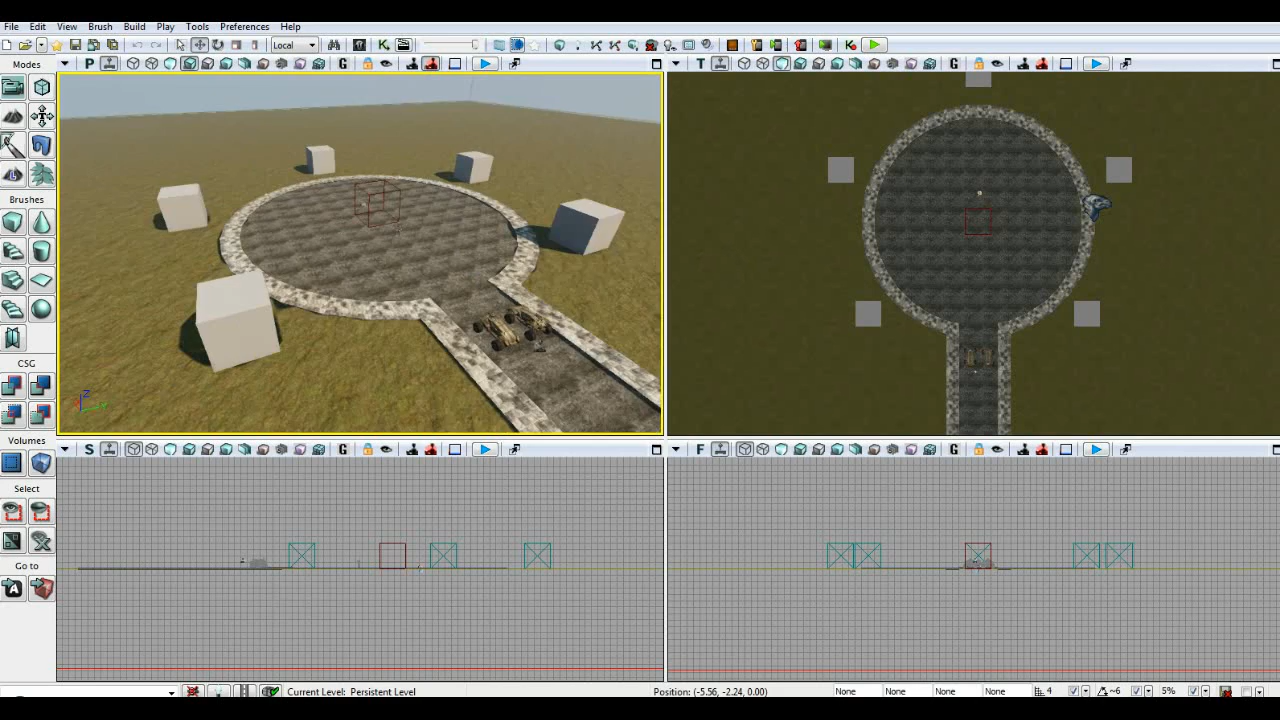 File Edit View Brush Build Play Tools Preferences Help
Local
Modes
P G
T G
Brushes
CSG
Volumes
S G
F G
Select
Go to
Current Level: Persistent Level
Position: (-5.56, -2.24, 0.00)
None None None None
4
~6
5%